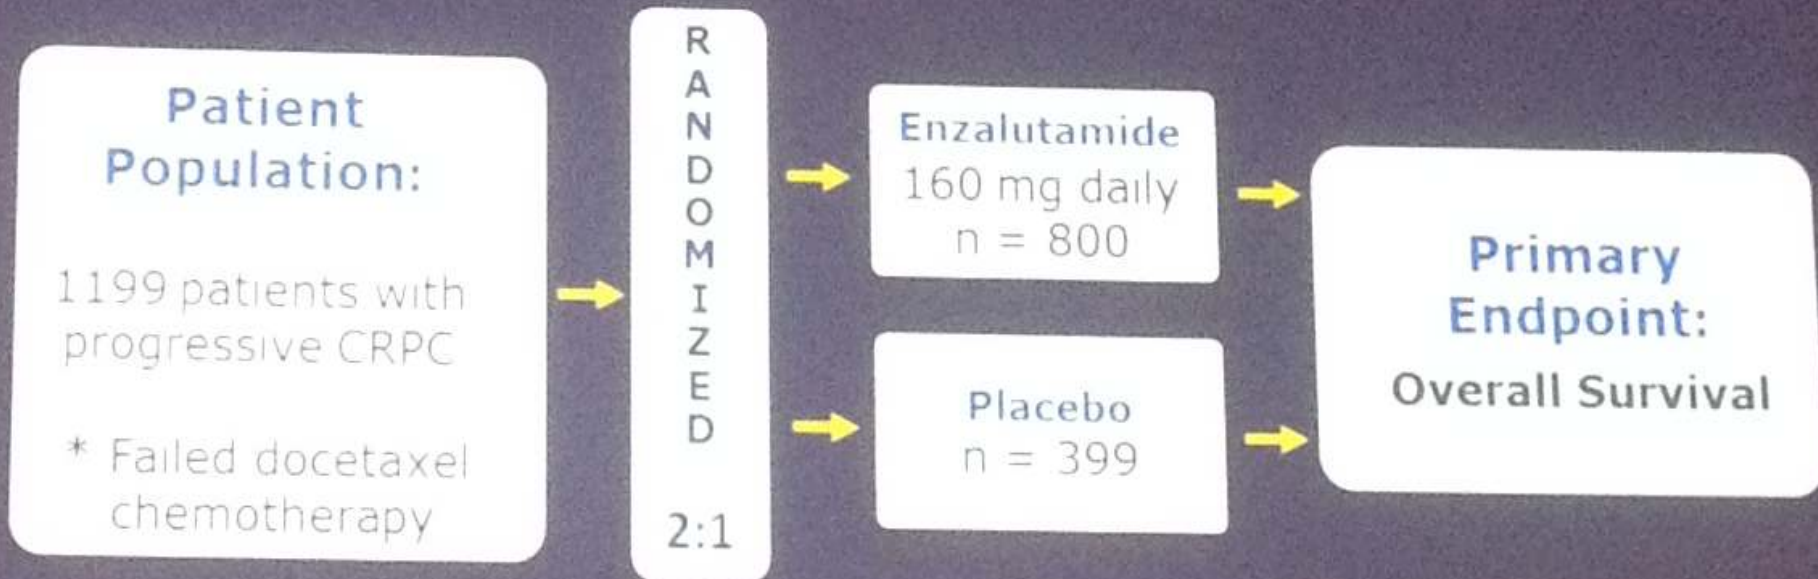 Patient
Population:
1199 patients with
progressive CRPC
* Failed docetaxel
chemotherapy
RANDOMIZED
2:1
Enzalutamide
160 mg daily
n = 800
Placebo
n = 399
Primary
Endpoint:
Overall Survival